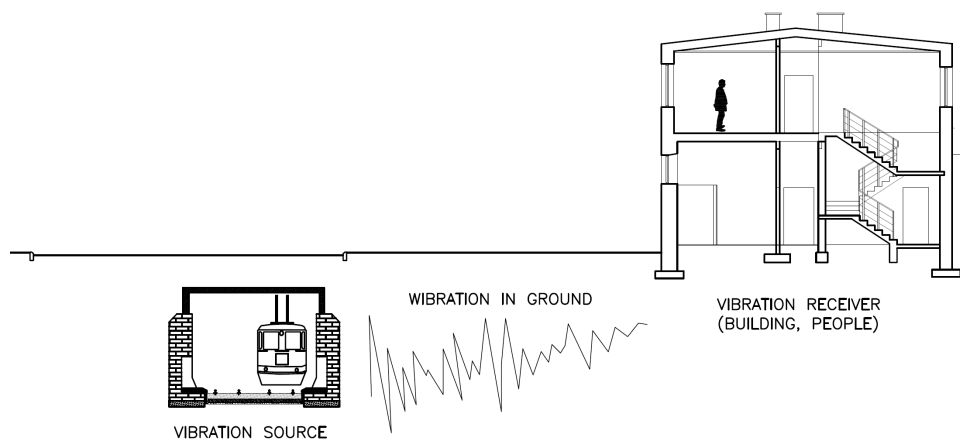 WIBRATION IN GROUND
VIBRATION RECEIVER
(BUILDING, PEOPLE)
VIBRATION SOURCE